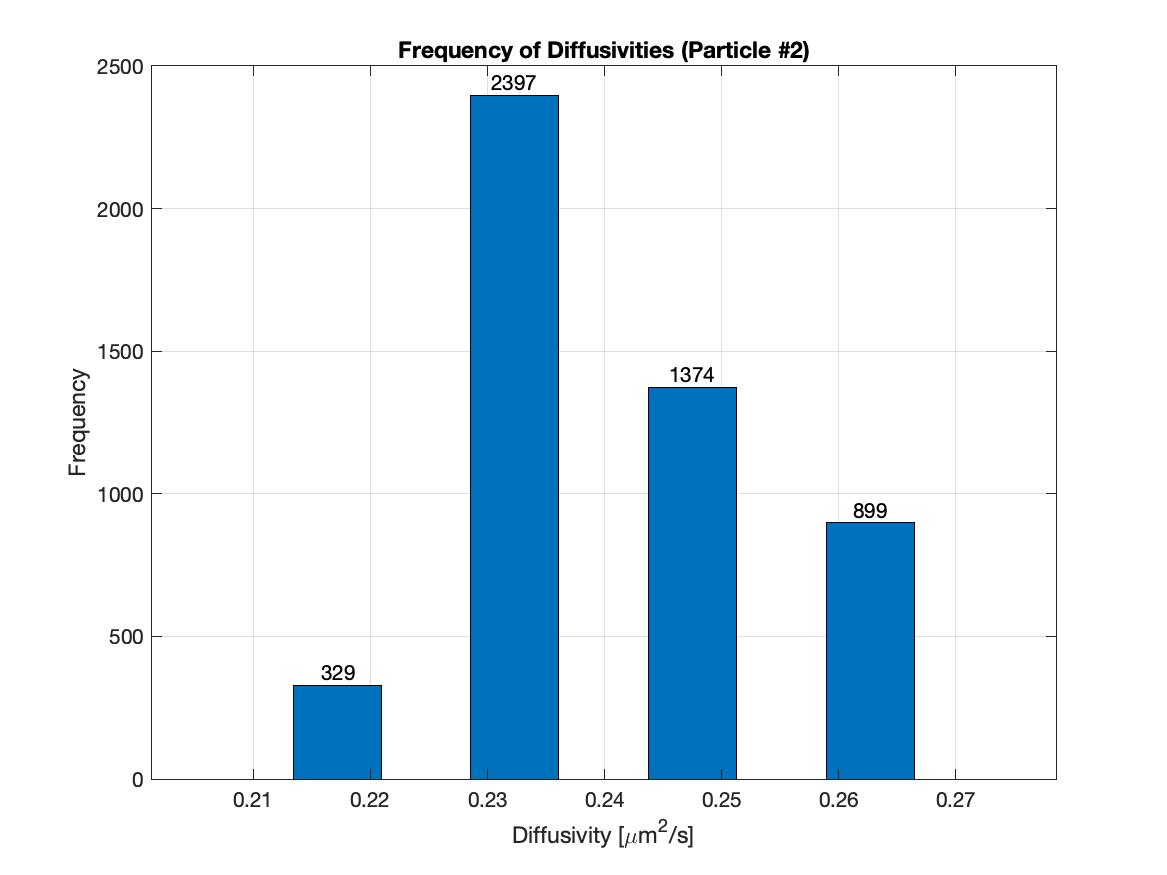 Frequency of Diffusivities (Particle #2)
2500
2000
1500
1000
500
0
Frequency
329
2397
1374
899
0.21 0.22 0.23 0.24 0.25 0.26 0.27
Diffusivity [μm²/s]